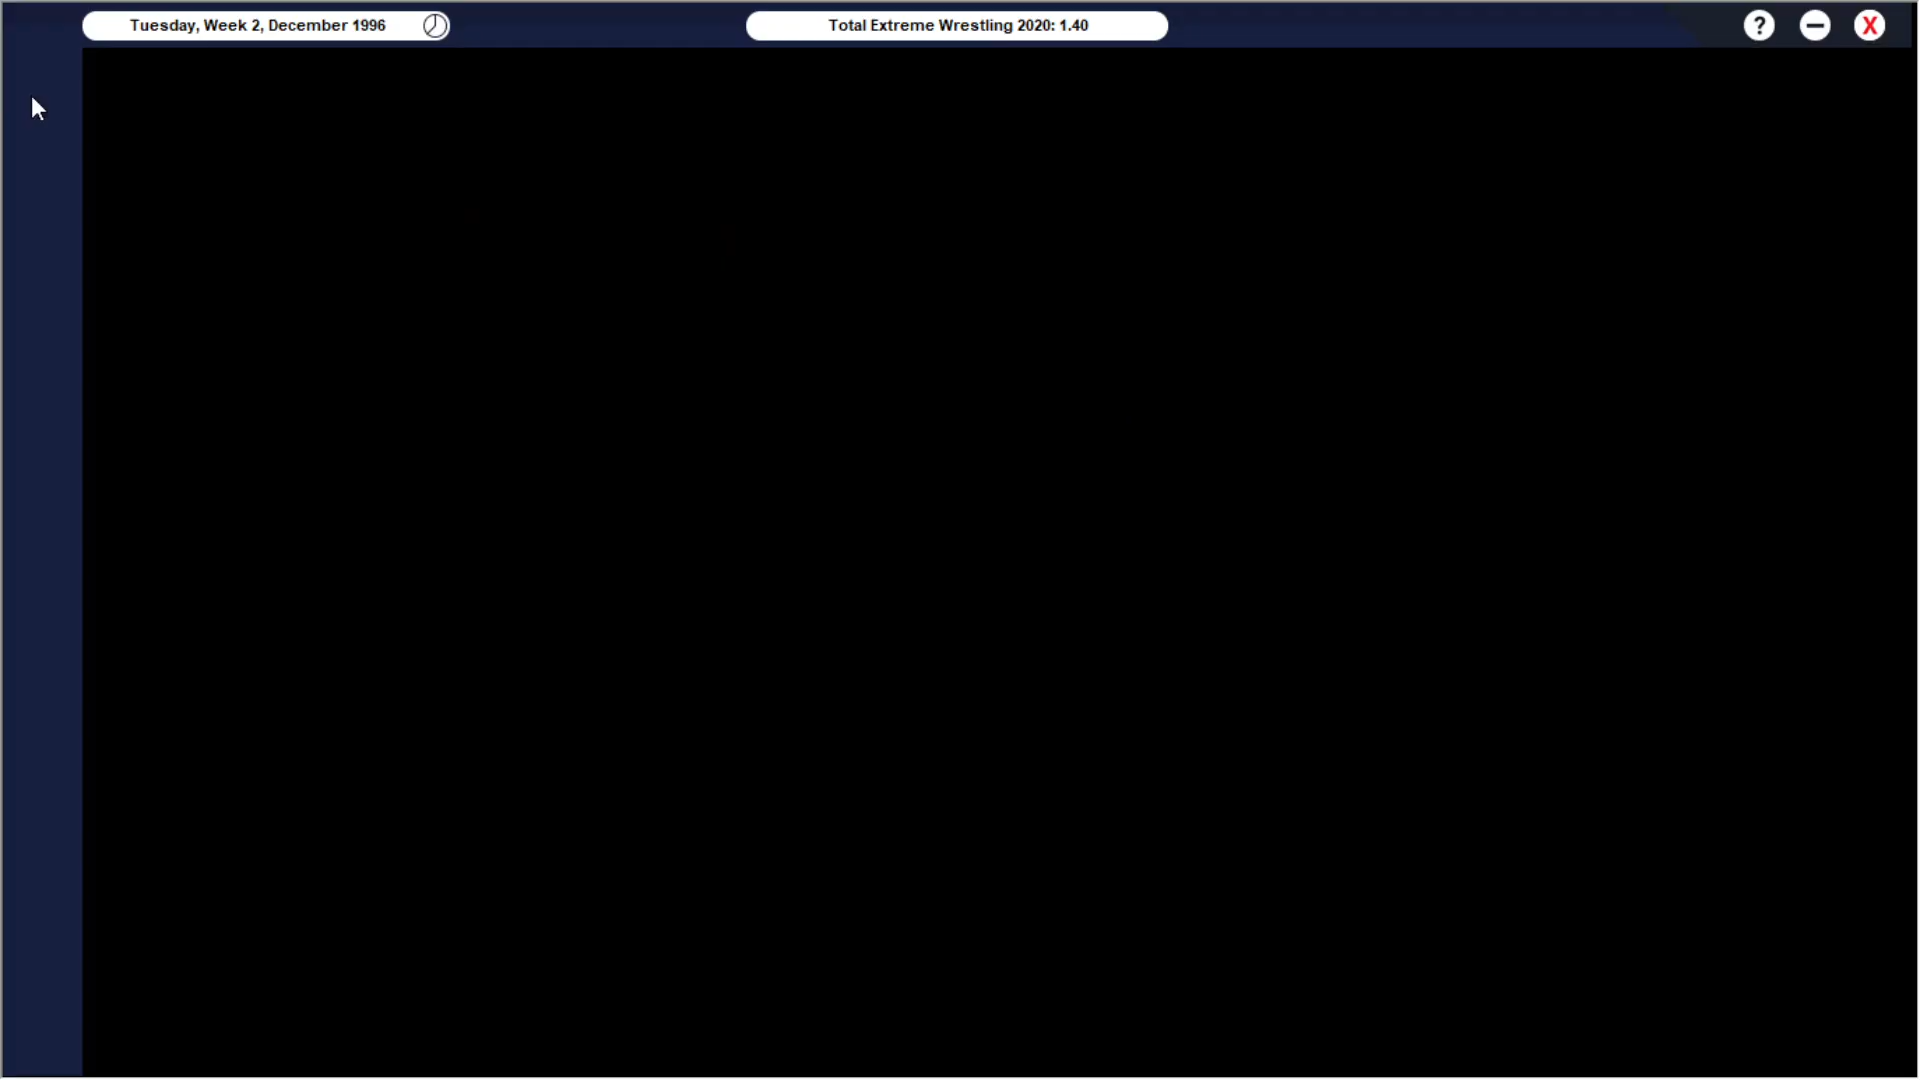 Tuesday, Week 2, December 1996
Total Extreme Wrestling 2020: 1.40
?
X